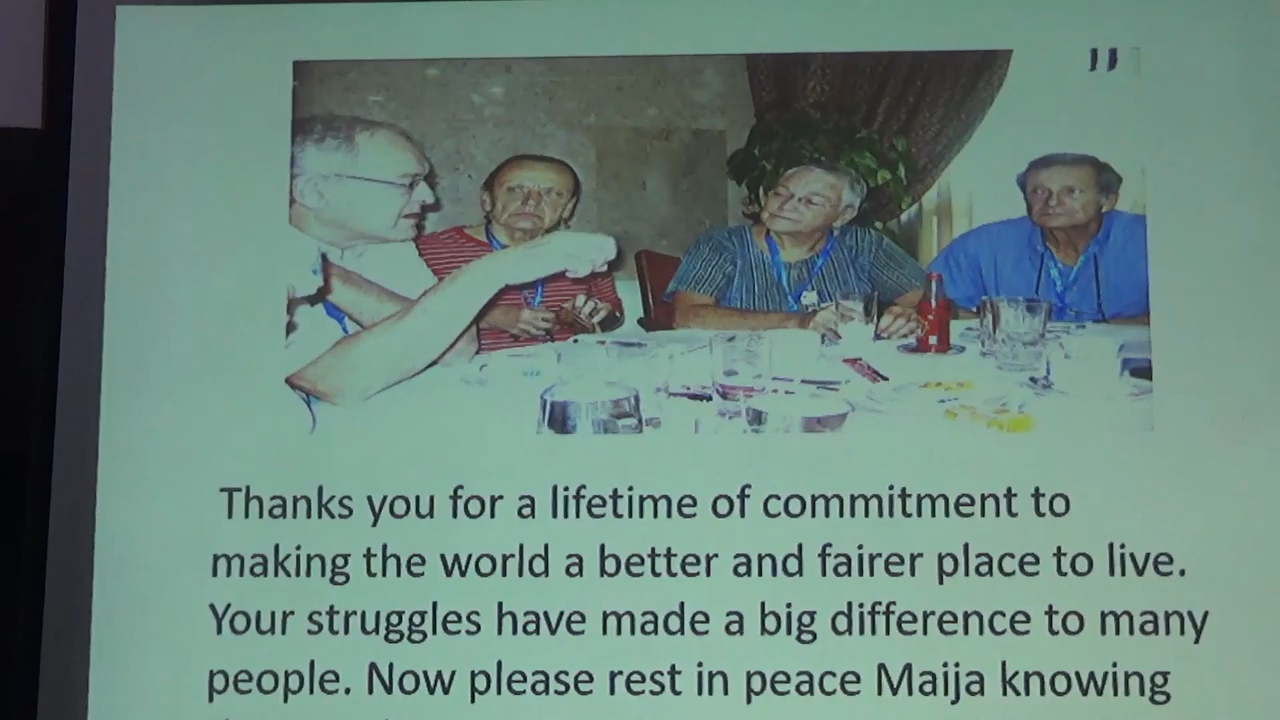 "
Thanks you for a lifetime of commitment to
making the world a better and fairer place to live.
Your struggles have made a big difference to many
people. Now please rest in peace Maija knowing